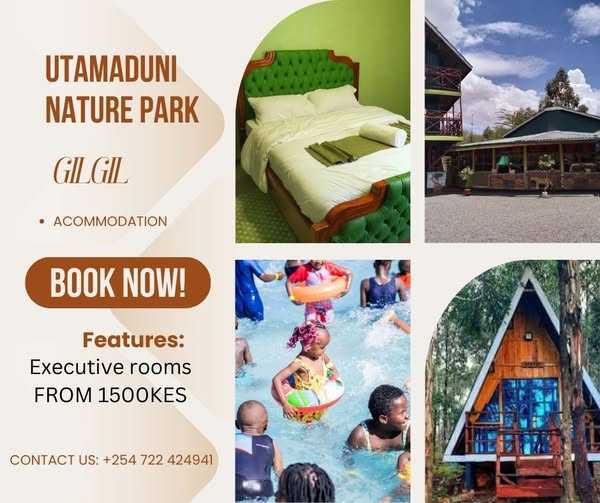 UTAMADUNI
NATURE PARK
GILGIL
• ACOMMODATION
BOOK NOW!
Features:
Executive rooms
FROM 1500KES
CONTACT US: +254 722 424941